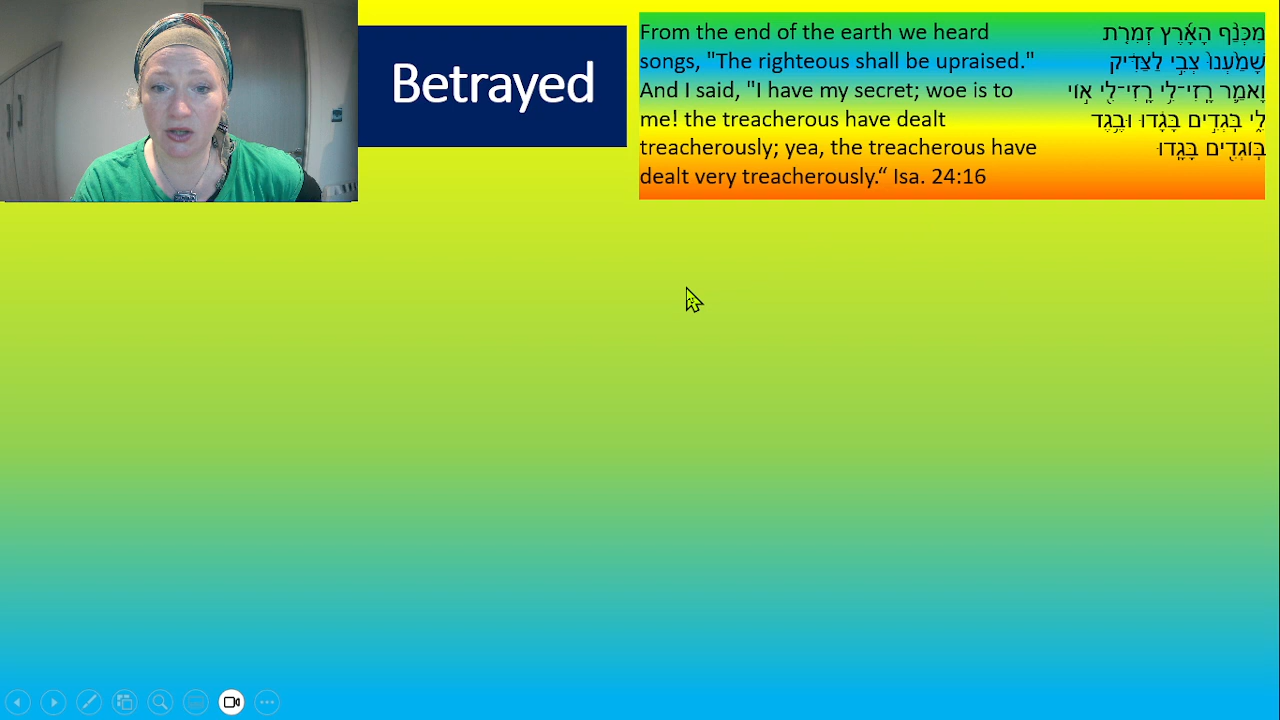 Betrayed
From the end of the earth we heard
songs, "The righteous shall be upraised."
And I said, "I have my secret; woe is to
me! the treacherous have dealt
treacherously; yea, the treacherous have
dealt very treacherously.“ Isa. 24:16
מִכְּנַ֨ף הָאָ֜רֶץ זְמִרֹ֤ת
שָׁמַ֙עְנוּ֙ צְבִ֣י לַצַּדִּ֔יק
וָאֹמַ֛ר רָזִי־לִ֥י רָזִי־לִ֖י א֣וֹי
לִ֑י בֹּגְדִ֣ים בָּגָ֔דוּ וּבֶ֥גֶד
בּוֹגְדִ֖ים בָּגָֽדוּ